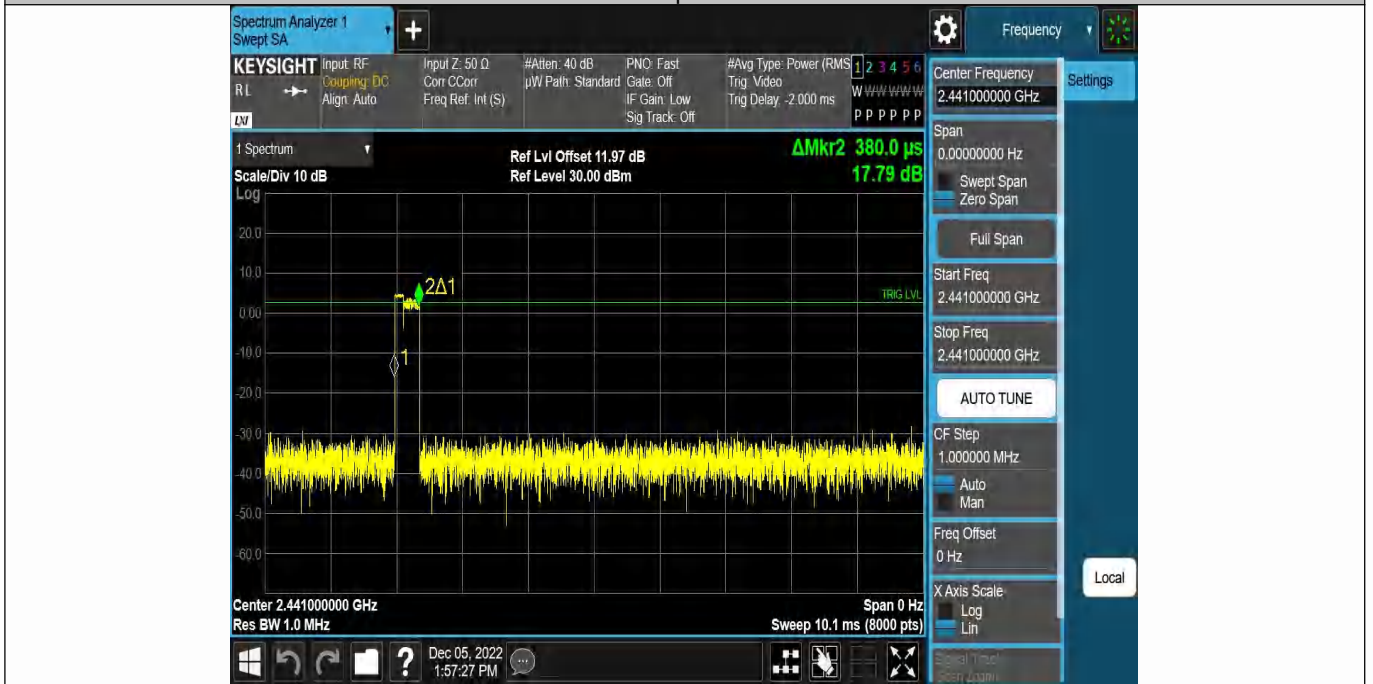 Spectrum Analyzer 1
Swept SA
+
Frequency
KEYSIGHT
RL
LXI
Input: RF
Coupling: DC
Align: Auto
Input Z: 50 Ω
Corr CCorr
Freq Ref: Int (S)
#Atten: 40 dB
µW Path: Standard
PNO: Fast
Gate: Off
IF Gain: Low
Sig Track: Off
#Avg Type: Power (RMS
Trig: Video
Trig Delay: -2.000 ms
1 2 3 4 5 6
W W W W W W
P P P P P P
Center Frequency
2.441000000 GHz
Settings
1 Spectrum
Scale/Div 10 dB
Ref Lvl Offset 11.97 dB
Ref Level 30.00 dBm
ΔMkr2 380.0 µs
17.79 dB
Span
0.00000000 Hz
Swept Span
Zero Span
Full Span
Start Freq
2.441000000 GHz
Stop Freq
2.441000000 GHz
AUTO TUNE
CF Step
1.000000 MHz
Auto
Man
Freq Offset
0 Hz
X Axis Scale
Log
Lin
Signal Track
Local
Log
20.0
10.0
0.00
-10.0
-20.0
-30.0
-40.0
-50.0
-60.0
2Δ1
1
TRIG LVL
Center 2.441000000 GHz
Res BW 1.0 MHz
Span 0 Hz
Sweep 10.1 ms (8000 pts)
?
Dec 05, 2022
1:57:27 PM